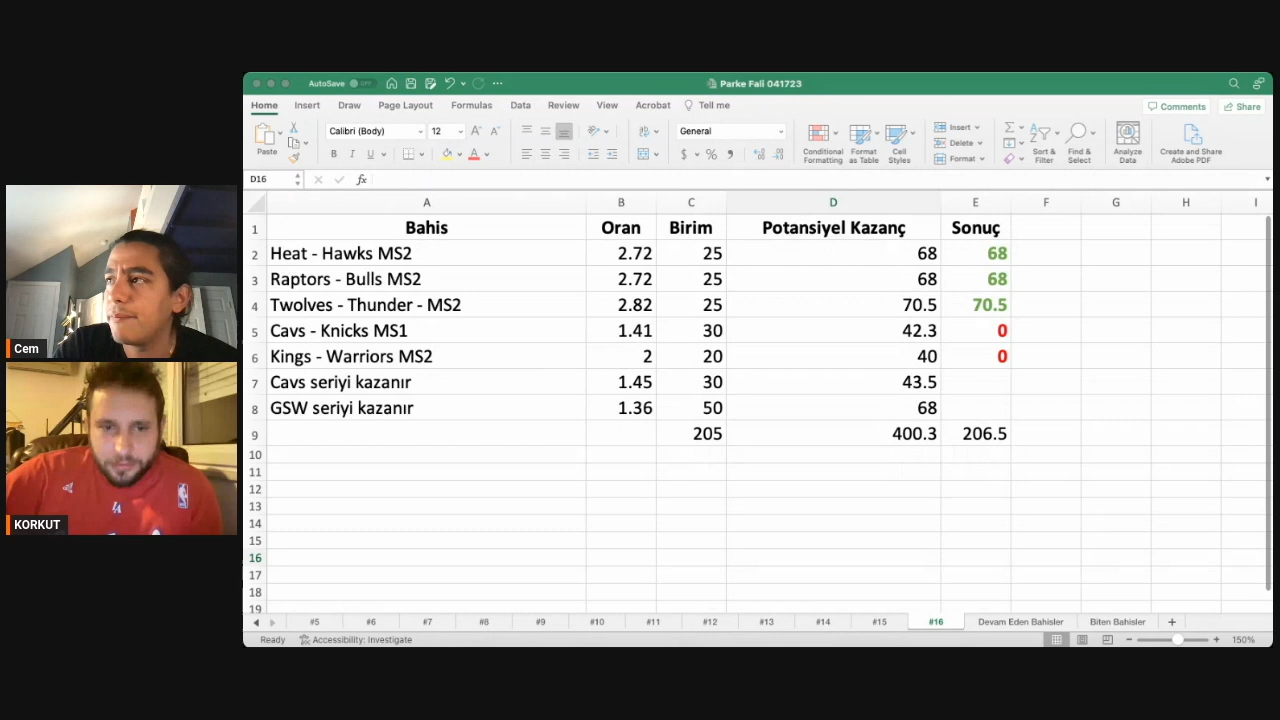 AutoSave OFF
Parke Fali 041723
Home Insert Draw Page Layout Formulas Data Review View Acrobat Tell me
Comments Share
Paste
Calibri (Body) 12
B I U
General
$ %
Conditional Formatting
Format as Table
Cell Styles
Insert
Delete
Format
Sort & Filter
Find & Select
Analyze Data
Create and Share Adobe PDF
D16 fx
A B C D E F G H I
1 Bahis Oran Birim Potansiyel Kazanç Sonuç
2 Heat - Hawks MS2 2.72 25 68 68
3 Raptors - Bulls MS2 2.72 25 68 68
4 Twolves - Thunder - MS2 2.82 25 70.5 70.5
5 Cavs - Knicks MS1 1.41 30 42.3 0
6 Kings - Warriors MS2 2 20 40 0
7 Cavs seriyi kazanır 1.45 30 43.5
8 GSW seriyi kazanır 1.36 50 68
9 205 400.3 206.5
10
11
12
13
14
15
16
17
18
19
#5 #6 #7 #8 #9 #10 #11 #12 #13 #14 #15 #16 Devam Eden Bahisler Biten Bahisler +
Ready Accessibility: Investigate 150%
Cem
KORKUT